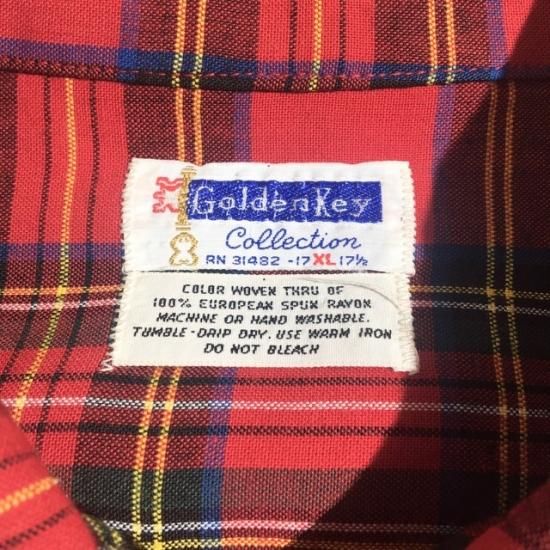 GoldenKey
Collection
RN 31482 -17 XL 17½
COLOR WOVEN THRU OF
100% EUROPEAN SPUN RAYON.
MACHINE OR HAND WASHABLE.
TUMBLE-DRIP DRY. USE WARM IRON
DO NOT BLEACH